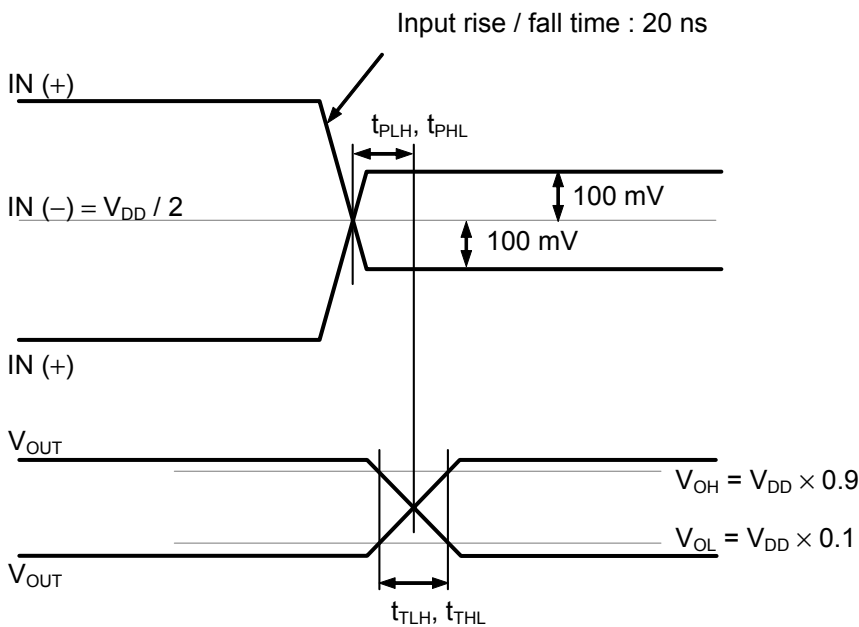 Input rise / fall time : 20 ns
IN (+)
tPLH, tPHL
IN (−) = VDD / 2
100 mV
100 mV
IN (+)
VOUT
VOH = VDD × 0.9
VOL = VDD × 0.1
VOUT
tTLH, tTHL